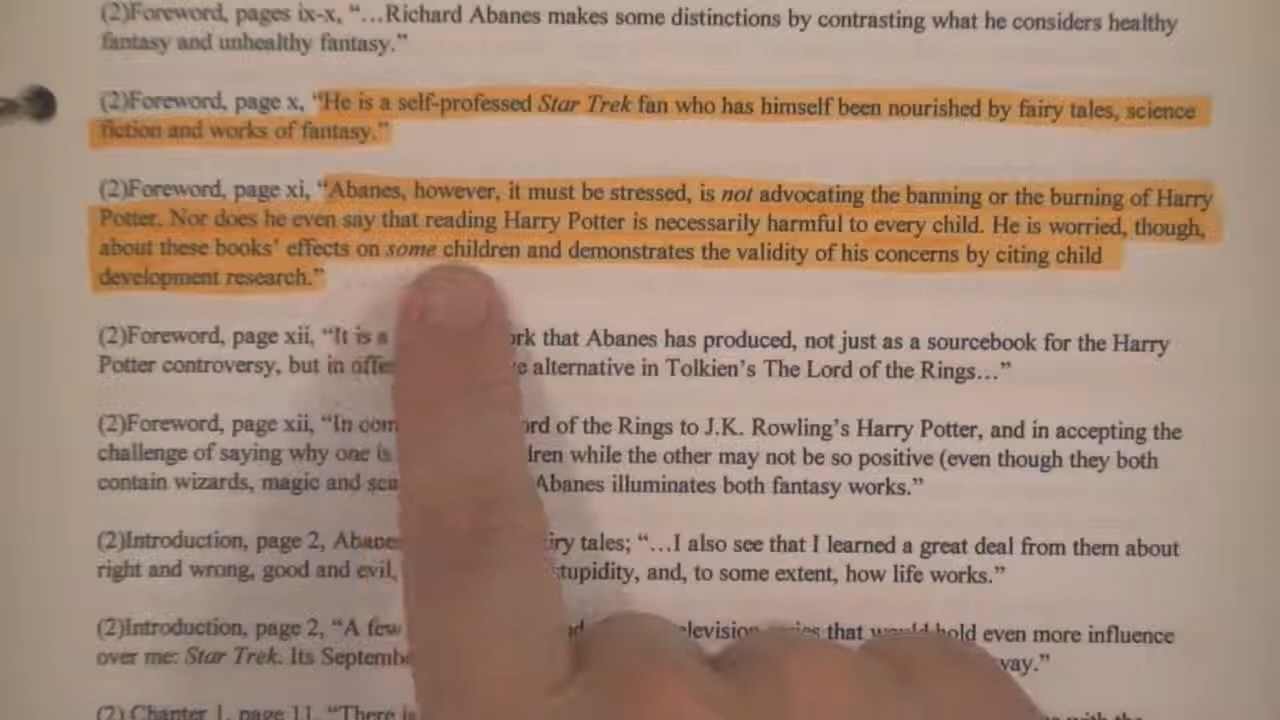 (2)Foreword, pages ix-x, “…Richard Abanes makes some distinctions by contrasting what he considers healthy
fantasy and unhealthy fantasy.”
(2)Foreword, page x, “He is a self-professed Star Trek fan who has himself been nourished by fairy tales, science
fiction and works of fantasy.”
(2)Foreword, page xi, “Abanes, however, it must be stressed, is not advocating the banning or the burning of Harry
Potter. Nor does he even say that reading Harry Potter is necessarily harmful to every child. He is worried, though,
about these books’ effects on some children and demonstrates the validity of his concerns by citing child
development research.”
(2)Foreword, page xii, “It is a that Abanes has produced, not just as a sourcebook for the Harry
Potter controversy, but in alternative in Tolkien’s The Lord of the Rings…”
(2)Foreword, page xii, “In of the Rings to J.K. Rowling’s Harry Potter, and in accepting the
challenge of saying why one is while the other may not be so positive (even though they both
contain wizards, magic and Abanes illuminates both fantasy works.”
(2)Introduction, page 2, tales; “…I also see that I learned a great deal from them about
right and wrong, good and evil, stupidity, and, to some extent, how life works.”
(2)Introduction, page 2, “A few that would hold even more influence
over me: Star Trek. Its
(2) Chapter 1, page 11, “There